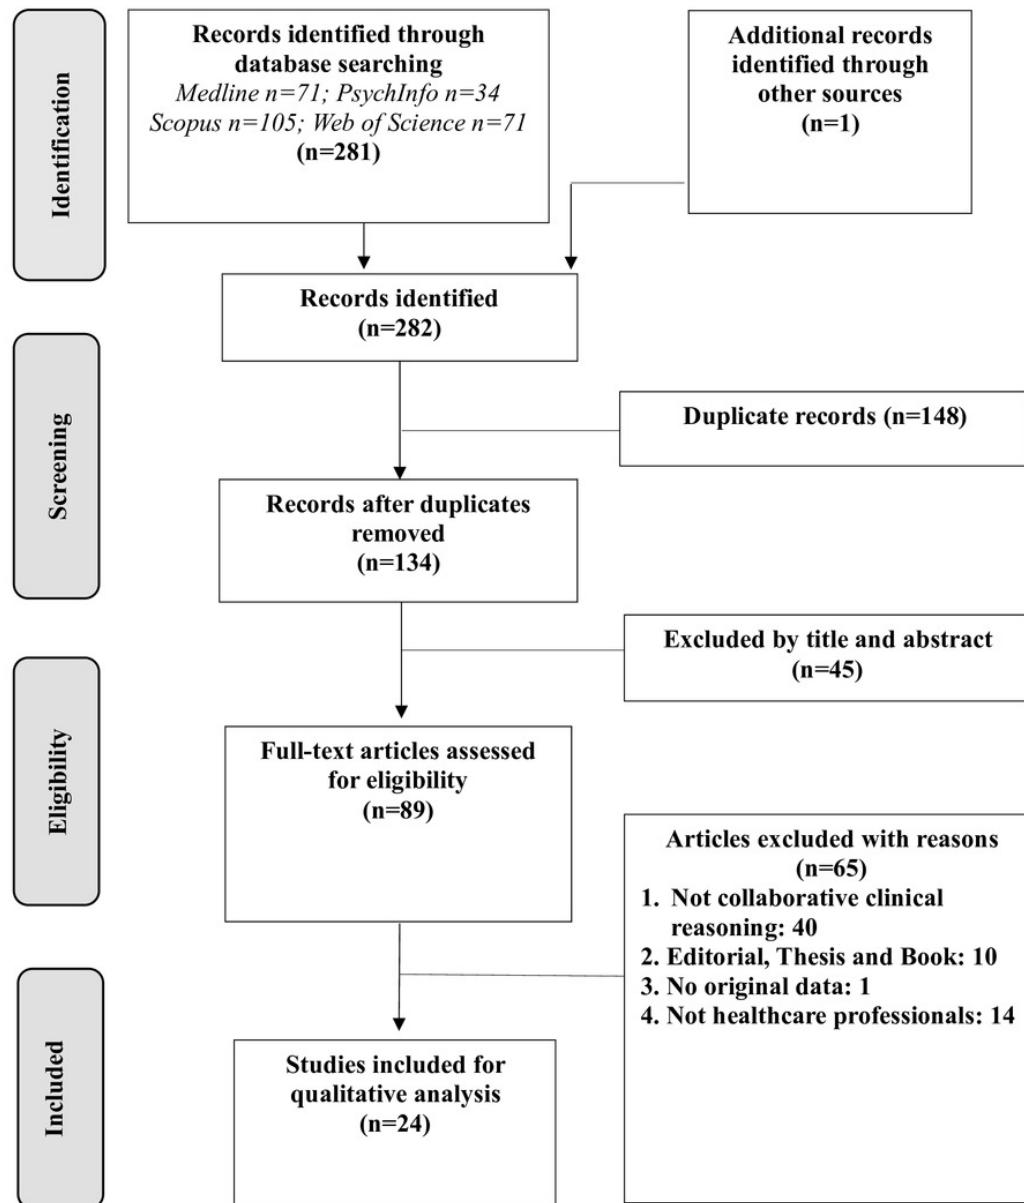 Identification
Records identified through
database searching
Medline n=71; PsychInfo n=34
Scopus n=105; Web of Science n=71
(n=281)
Additional records
identified through
other sources
(n=1)
Records identified
(n=282)
Screening
Duplicate records (n=148)
Records after duplicates
removed
(n=134)
Excluded by title and abstract
(n=45)
Eligibility
Full-text articles assessed
for eligibility
(n=89)
Articles excluded with reasons
(n=65)
1. Not collaborative clinical
reasoning: 40
2. Editorial, Thesis and Book: 10
3. No original data: 1
4. Not healthcare professionals: 14
Included
Studies included for
qualitative analysis
(n=24)